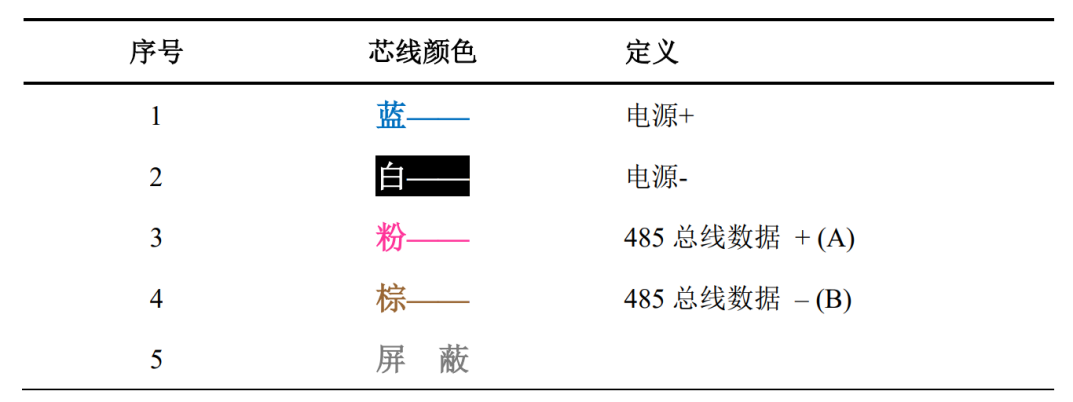 序号 芯线颜色 定义
1 蓝—— 电源+
2 白—— 电源-
3 粉—— 485 总线数据 + (A)
4 棕—— 485 总线数据 – (B)
5 屏 蔽